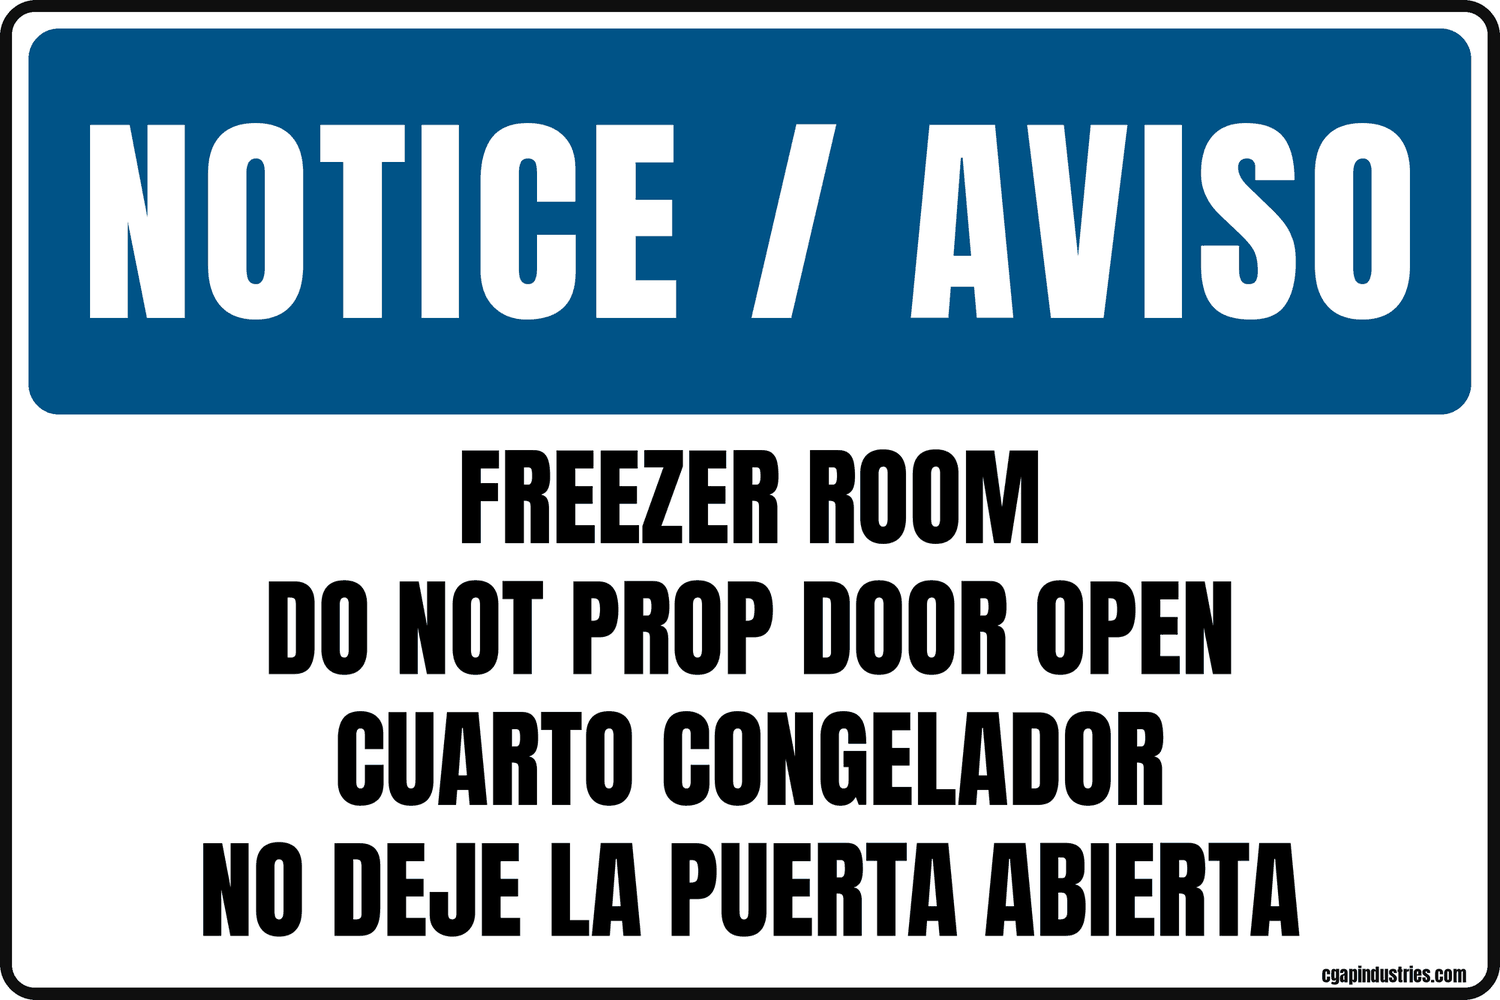 NOTICE / AVISO
FREEZER ROOM
DO NOT PROP DOOR OPEN
CUARTO CONGELADOR
NO DEJE LA PUERTA ABIERTA
cgapindustries.com